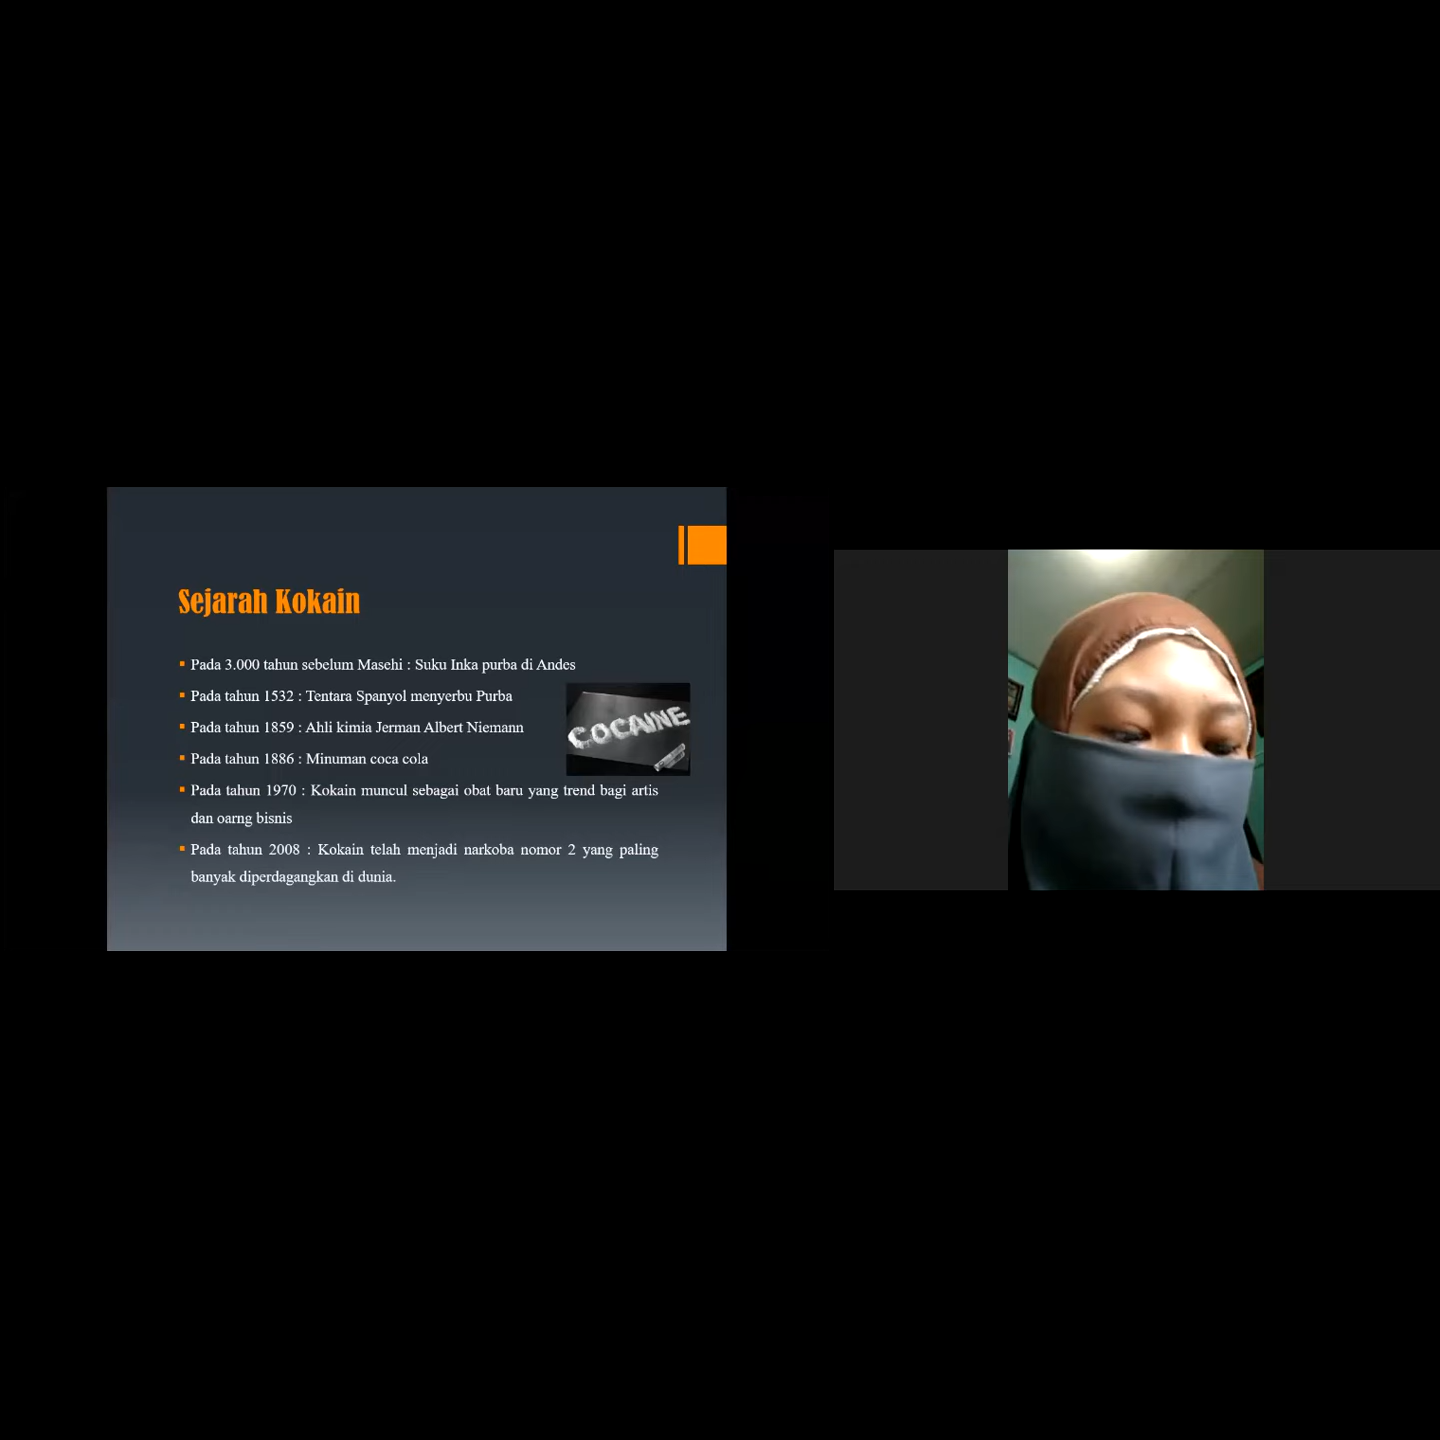 Sejarah Kokain
Pada 3.000 tahun sebelum Masehi : Suku Inka purba di Andes
Pada tahun 1532 : Tentara Spanyol menyerbu Purba
Pada tahun 1859 : Ahli kimia Jerman Albert Niemann
Pada tahun 1886 : Minuman coca cola
COCAINE
Pada tahun 1970 : Kokain muncul sebagai obat baru yang trend bagi artis
dan oarng bisnis
Pada tahun 2008 : Kokain telah menjadi narkoba nomor 2 yang paling
banyak diperdagangkan di dunia.